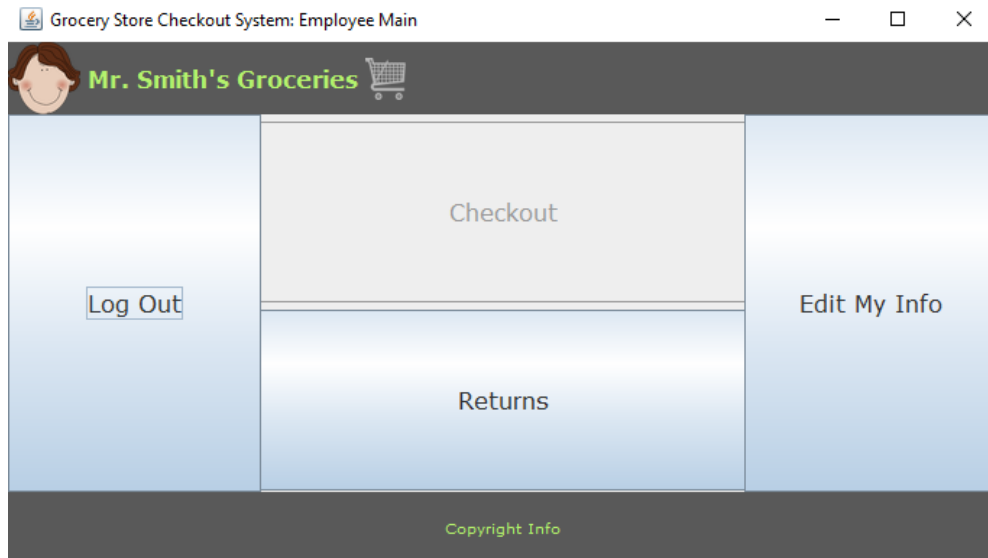 Grocery Store Checkout System: Employee Main
Mr. Smith's Groceries
Checkout
Log Out
Edit My Info
Returns
Copyright Info